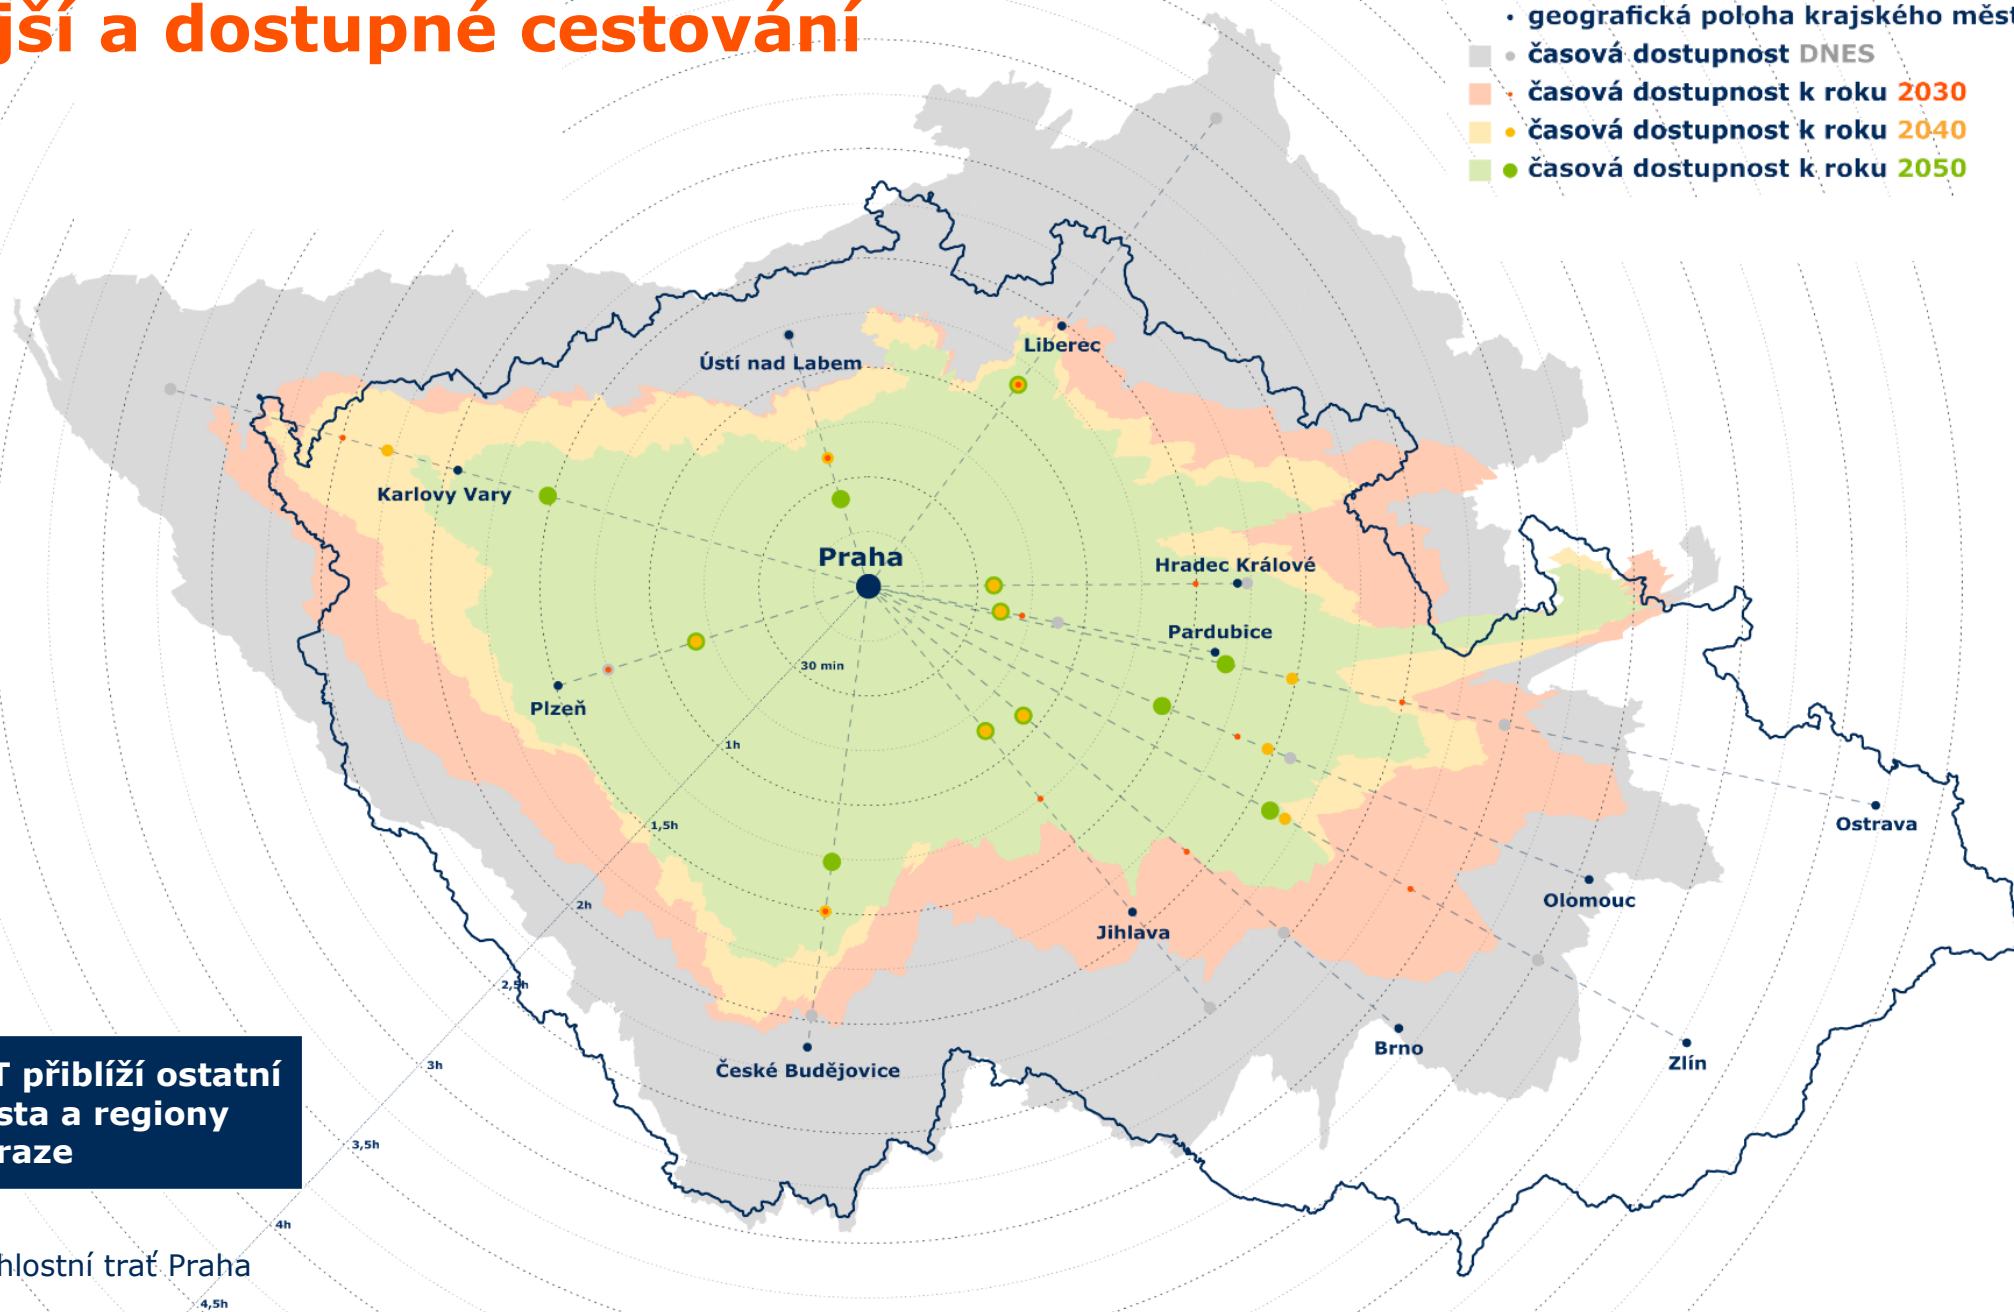 jší a dostupné cestování
geografická poloha krajského měst
časová dostupnost DNES
časová dostupnost k roku 2030
časová dostupnost k roku 2040
časová dostupnost k roku 2050
Liberec
Ústí nad Labem
Karlovy Vary
Praha
Hradec Králové
Pardubice
30 min
Plzeň
1h
1,5h
Ostrava
Olomouc
2h
Jihlava
2,5h
Brno
Zlín
České Budějovice
3h
T přiblíží ostatní
sta a regiony
raze
3,5h
4h
hlostní trať Praha
4,5h